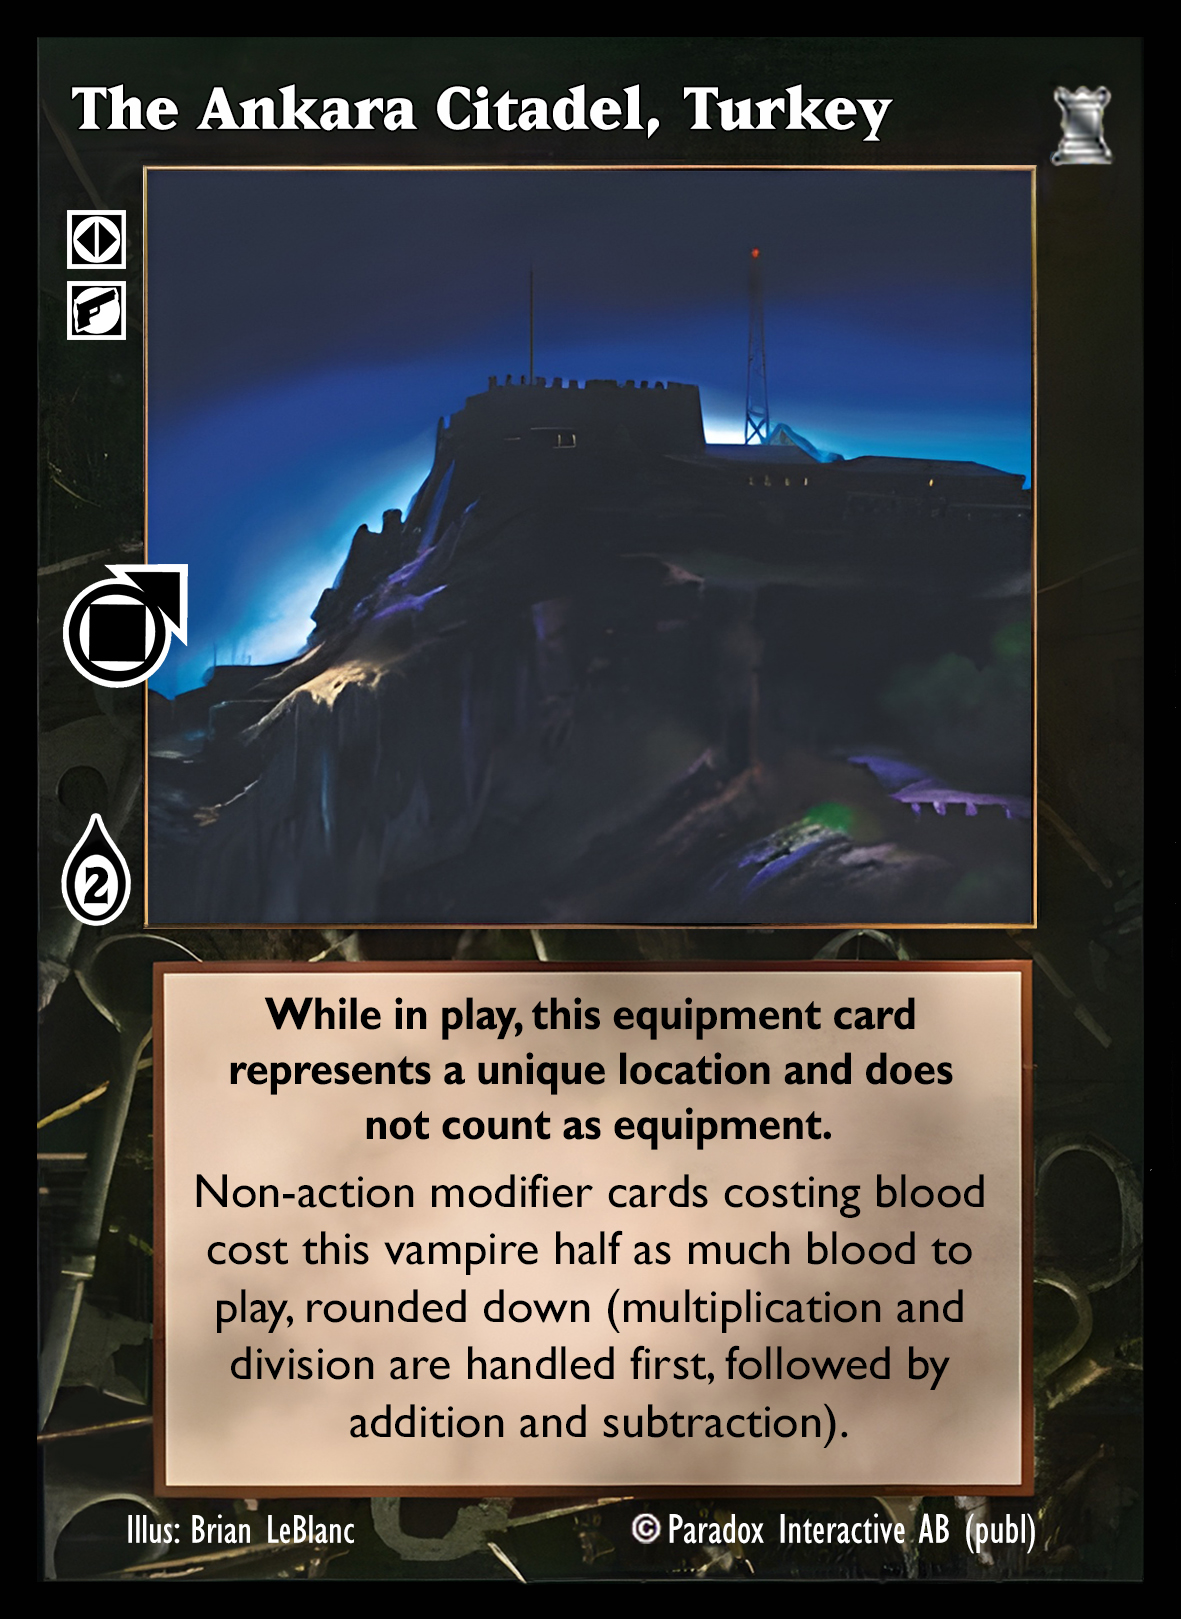 The Ankara Citadel, Turkey
2
While in play, this equipment card
represents a unique location and does
not count as equipment.
Non-action modifier cards costing blood
cost this vampire half as much blood to
play, rounded down (multiplication and
division are handled first, followed by
addition and subtraction).
Illus: Brian LeBlanc
© Paradox Interactive AB (publ)